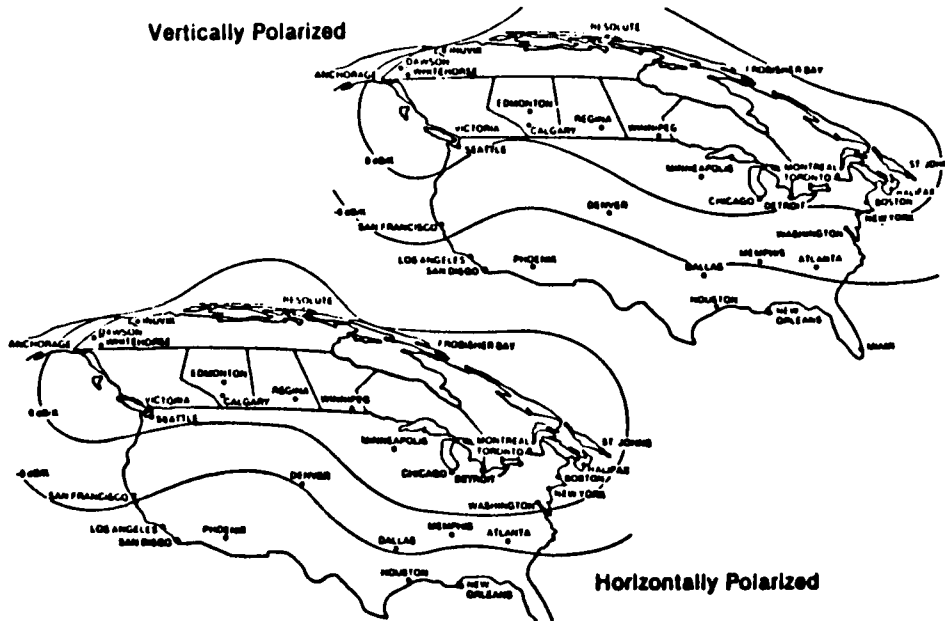 Vertically Polarized
RESOLUTE
DAWSON
ANCHORAGE
WHITEHORSE
FROBISHER BAY
EDMONTON
REGINA
WINNIPEG
VICTORIA
CALGARY
SEATTLE
MINNEAPOLIS
MONTREAL
TORONTO
CHICAGO
DETROIT
ST JOHNS
HALIFAX
BOSTON
NEW YORK
DENVER
SAN FRANCISCO
WASHINGTON
LOS ANGELES
SAN DIEGO
PHOENIX
DALLAS
MEMPHIS
ATLANTA
HOUSTON
NEW
ORLEANS
MIAMI
RESOLUTE
DAWSON
ANCHORAGE
WHITEHORSE
FROBISHER BAY
EDMONTON
REGINA
WINNIPEG
VICTORIA
CALGARY
SEATTLE
MINNEAPOLIS
MONTREAL
TORONTO
CHICAGO
DETROIT
ST JOHNS
HALIFAX
BOSTON
NEW YORK
DENVER
SAN FRANCISCO
WASHINGTON
LOS ANGELES
SAN DIEGO
PHOENIX
DALLAS
MEMPHIS
ATLANTA
HOUSTON
NEW
ORLEANS
Horizontally Polarized